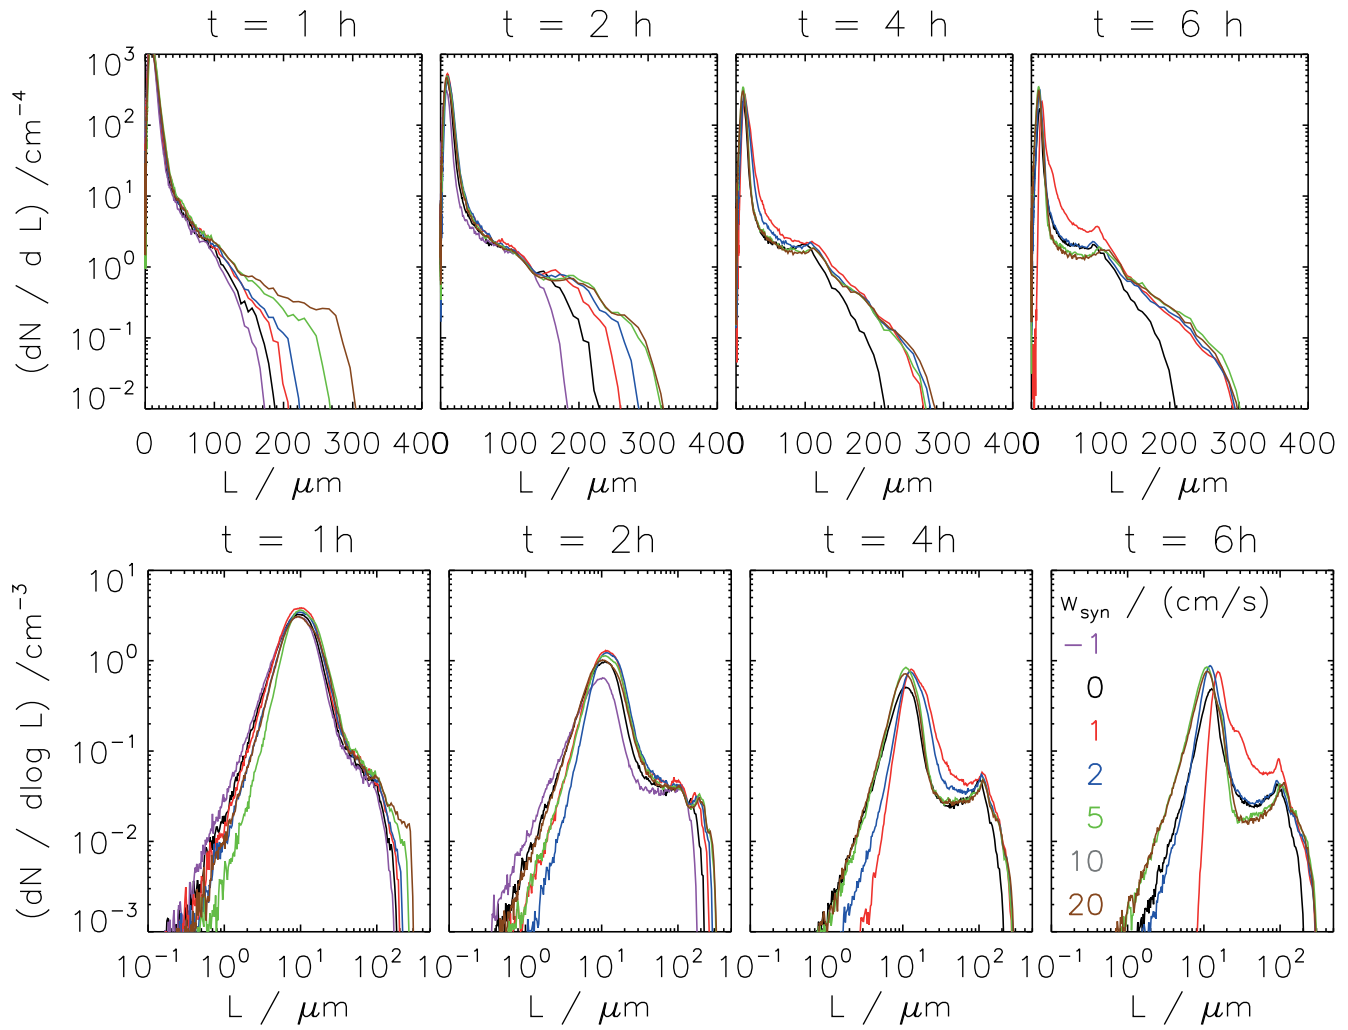 t = 1 h t = 2 h t = 4 h t = 6 h
(dN / d L) /cm⁻⁴
10³
10²
10¹
10⁰
10⁻¹
10⁻²
0 100 200 300 400 0 100 200 300 400 0 100 200 300 400 0 100 200 300 400
L / μm L / μm L / μm L / μm
t = 1h t = 2h t = 4h t = 6h
(dN / dlog L) /cm⁻³
10¹
10⁰
10⁻¹
10⁻²
10⁻³
w_syn / (cm/s)
−1
0
1
2
5
10
20
10⁻¹ 10⁰ 10¹ 10² 10⁻¹ 10⁰ 10¹ 10² 10⁻¹ 10⁰ 10¹ 10² 10⁻¹ 10⁰ 10¹ 10²
L / μm L / μm L / μm L / μm